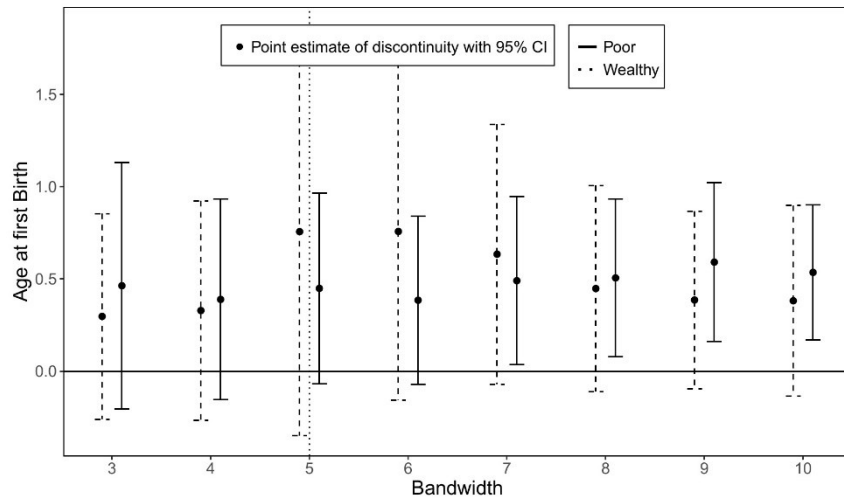 Point estimate of discontinuity with 95% CI
Poor
Wealthy
Age at first Birth
1.5
1.0
0.5
0.0
3 4 5 6 7 8 9 10
Bandwidth